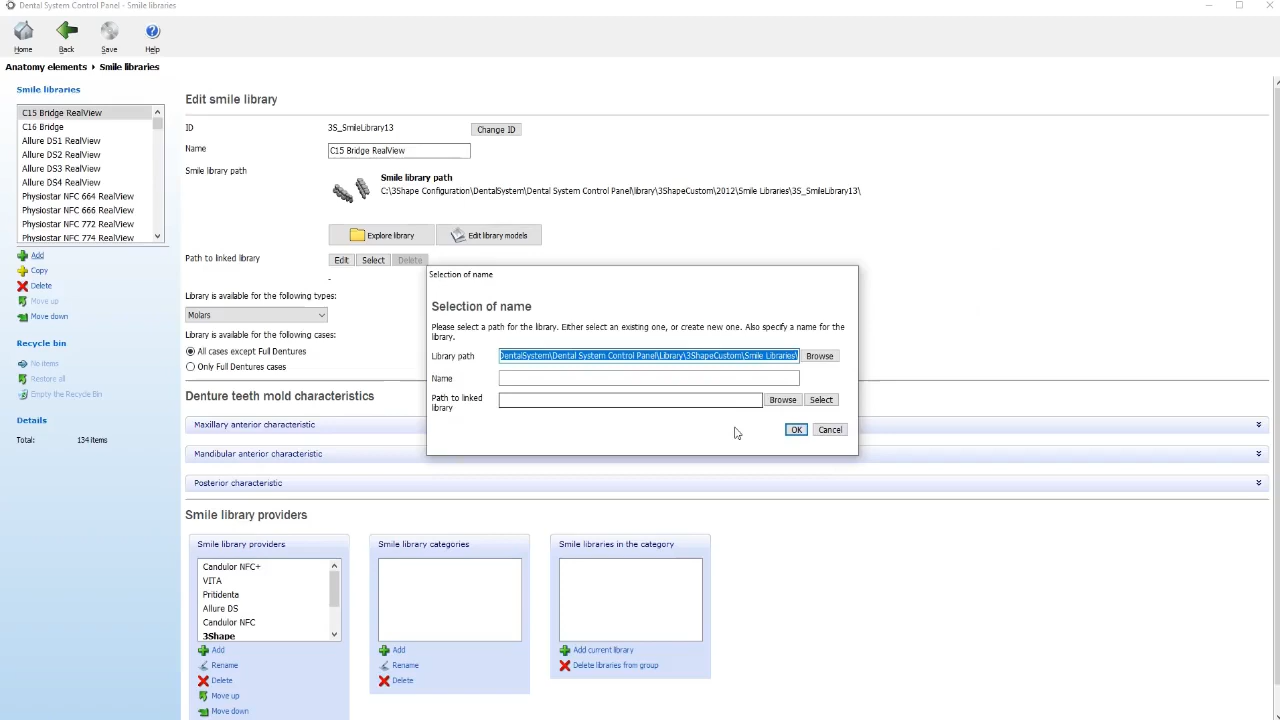 Dental System Control Panel - Smile libraries
Home
Back
Save
Help
Anatomy elements
Smile libraries
Smile libraries
C15 Bridge RealView
C16 Bridge
Allure DS1 RealView
Allure DS2 RealView
Allure DS3 RealView
Allure DS4 RealView
Physiostar NFC 664 RealView
Physiostar NFC 666 RealView
Physiostar NFC 772 RealView
Physiostar NFC 774 RealView
Add
Copy
Delete
Move up
Move down
Recycle bin
No items
Restore all
Empty the Recycle Bin
Details
Total: 134 items
Edit smile library
ID 3S_SmileLibrary13 Change ID
Name C15 Bridge RealView
Smile library path
Smile library path
C:\3Shape Configuration\DentalSystem\Dental System Control Panel\library\3ShapeCustom\2012\Smile Libraries\3S_SmileLibrary13\
Explore library
Edit library models
Path to linked library Edit Select Delete
-
Library is available for the following types:
Molars
Library is available for the following cases:
All cases except Full Dentures
Only Full Dentures cases
Selection of name
Selection of name
Please select a path for the library. Either select an existing one, or create new one. Also specify a name for the
library.
Library path DentalSystem\Dental System Control Panel\Library\3ShapeCustom\Smile Libraries\ Browse
Name
Path to linked
library
Browse Select
OK Cancel
Denture teeth mold characteristics
Maxillary anterior characteristic
Mandibular anterior characteristic
Posterior characteristic
Smile library providers
Smile library providers
Candulor NFC+
VITA
Pritidenta
Allure DS
Candulor NFC
3Shape
Add
Rename
Delete
Move up
Move down
Smile library categories
Add
Rename
Delete
Smile libraries in the category
Add current library
Delete libraries from group